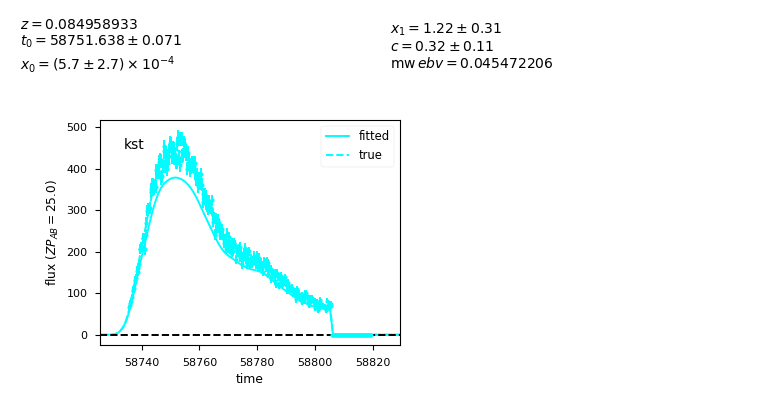 z = 0.084958933
t₀ = 58751.638 ± 0.071
x₀ = (5.7 ± 2.7) × 10⁻⁴
x₁ = 1.22 ± 0.31
c = 0.32 ± 0.11
mw ebv = 0.045472206
kst
fitted
true
500
400
300
200
100
0
flux (ZP_AB = 25.0)
58740 58760 58780 58800 58820
time